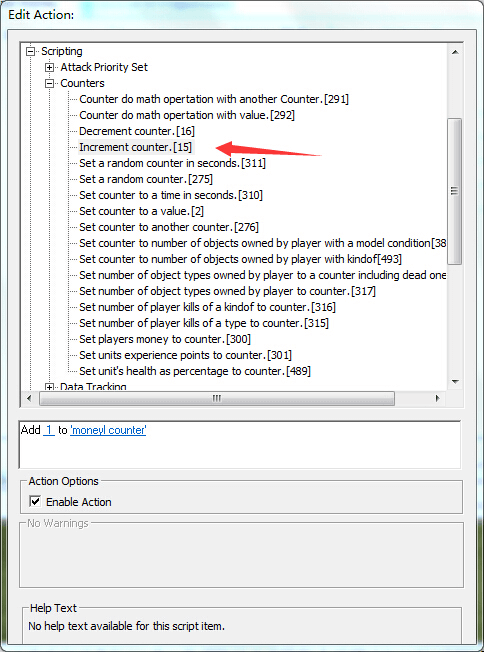 Edit Action:
Scripting
Attack Priority Set
Counters
Counter do math opertation with another Counter.[291]
Counter do math opertation with value.[292]
Decrement counter.[16]
Increment counter.[15]
Set a random counter in seconds.[311]
Set a random counter.[275]
Set counter to a time in seconds.[310]
Set counter to a value.[2]
Set counter to another counter.[276]
Set counter to number of objects owned by player with a model condition[38
Set counter to number of objects owned by player with kindof[493]
Set number of object types owned by player to a counter including dead one
Set number of object types owned by player to counter.[317]
Set number of player kills of a kindof to counter.[316]
Set number of player kills of a type to counter.[315]
Set players money to counter.[300]
Set units experience points to counter.[301]
Set unit's health as percentage to counter.[489]
Data Tracking
Add 1 to 'moneyl counter'
Action Options
Enable Action
No Warnings
Help Text
No help text available for this script item.